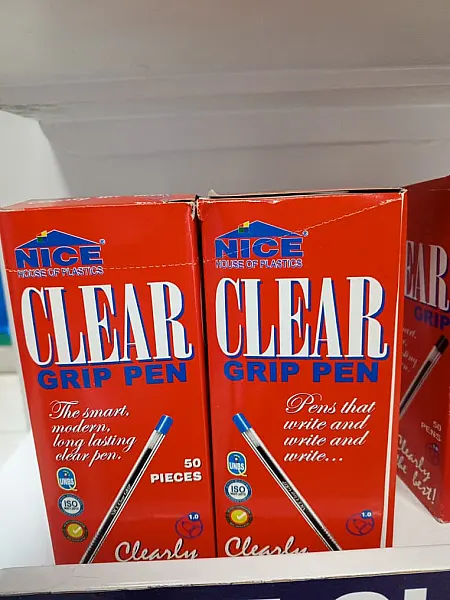 NICE
HOUSE OF PLASTICS
CLEAR
GRIP PEN
The smart,
modern,
long lasting
clear pen.
50
PIECES
UNBS
ISO
1.0
Clearly
NICE
HOUSE OF PLASTICS
CLEAR
GRIP PEN
Pens that
write and
write and
write...
UNBS
ISO
1.0
Clearly
EAR
GRIP
50
PENS
1.0
Clearly
the best!